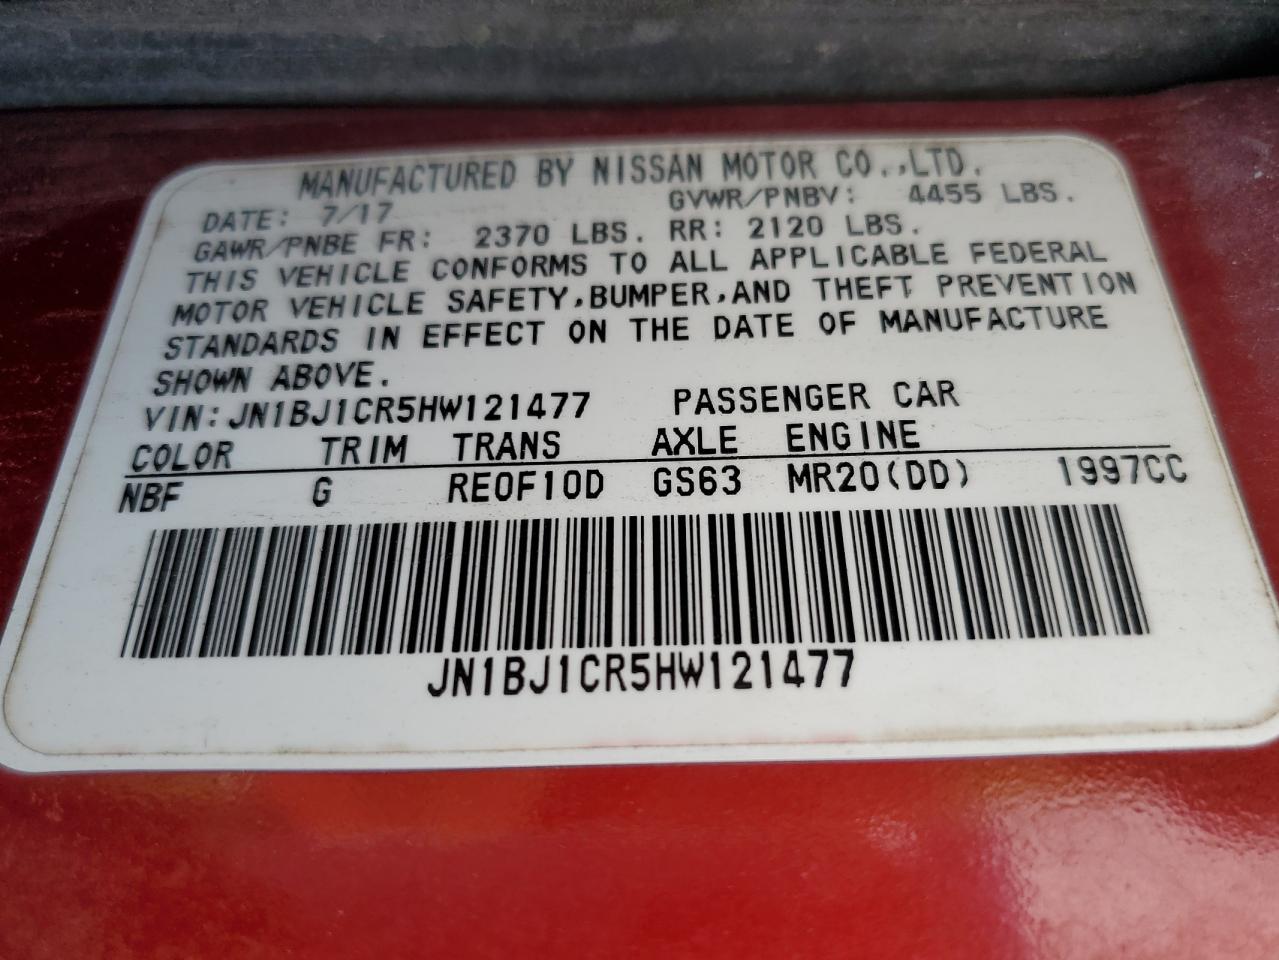 MANUFACTURED BY NISSAN MOTOR CO.,LTD.
DATE: 7/17 GVWR/PNBV: 4455 LBS.
GAWR/PNBE FR: 2370 LBS. RR: 2120 LBS.
THIS VEHICLE CONFORMS TO ALL APPLICABLE FEDERAL
MOTOR VEHICLE SAFETY,BUMPER,AND THEFT PREVENTION
STANDARDS IN EFFECT ON THE DATE OF MANUFACTURE
SHOWN ABOVE.
VIN:JN1BJ1CR5HW121477 PASSENGER CAR
COLOR TRIM TRANS AXLE ENGINE
NBF G RE0F10D GS63 MR20(DD) 1997CC
JN1BJ1CR5HW121477